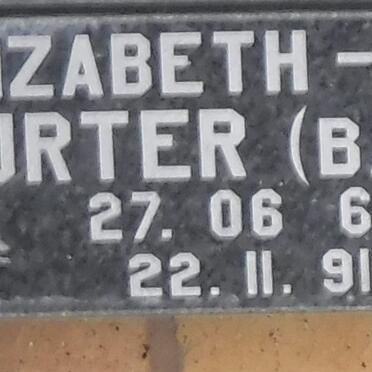 IZABETH -
URTER (B.
27. 06 6
22. 11. 91